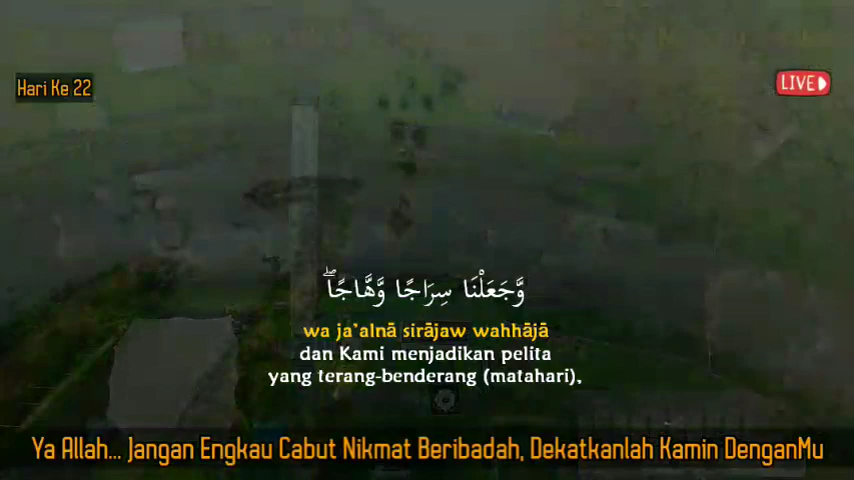 Hari Ke 22
LIVE
وَّجَعَلْنَا سِرَاجًا وَّهَّاجًاۖ
wa ja'alnā sirājaw wahhājā
dan Kami menjadikan pelita
yang terang-benderang (matahari),
Ya Allah... Jangan Engkau Cabut Nikmat Beribadah, Dekatkanlah Kamin DenganMu